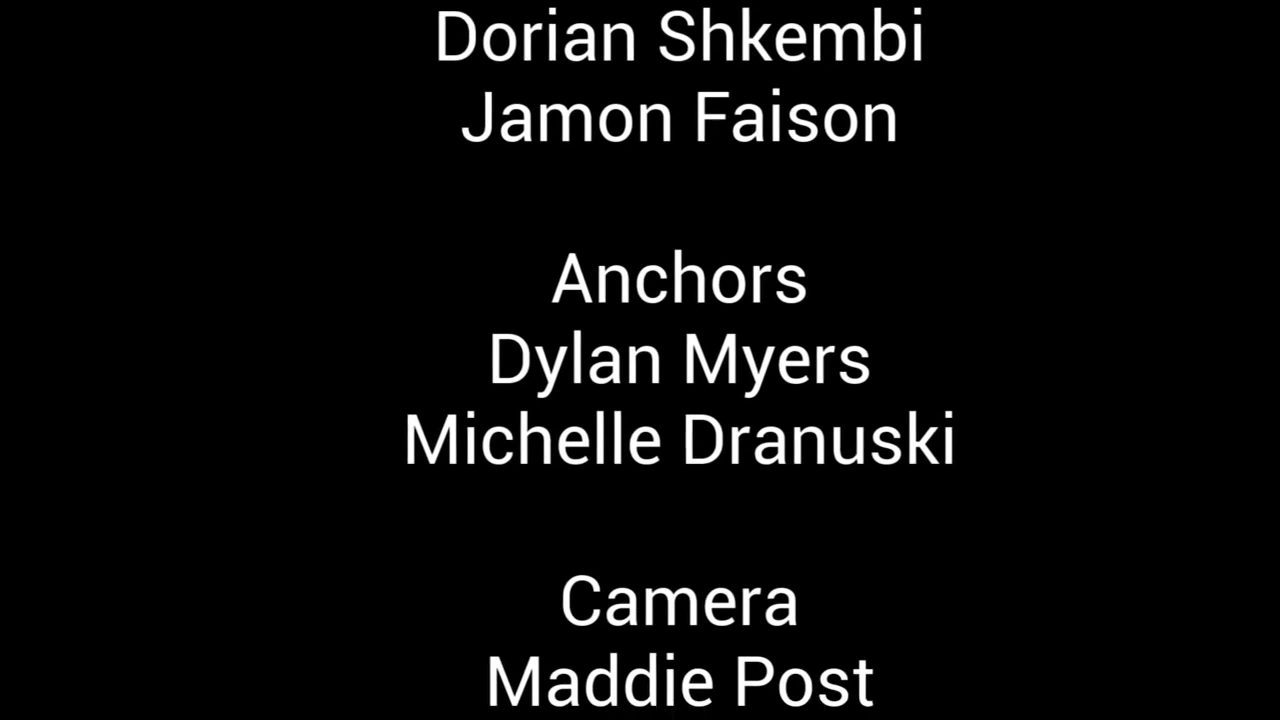 Dorian Shkembi
Jamon Faison
Anchors
Dylan Myers
Michelle Dranuski
Camera
Maddie Post